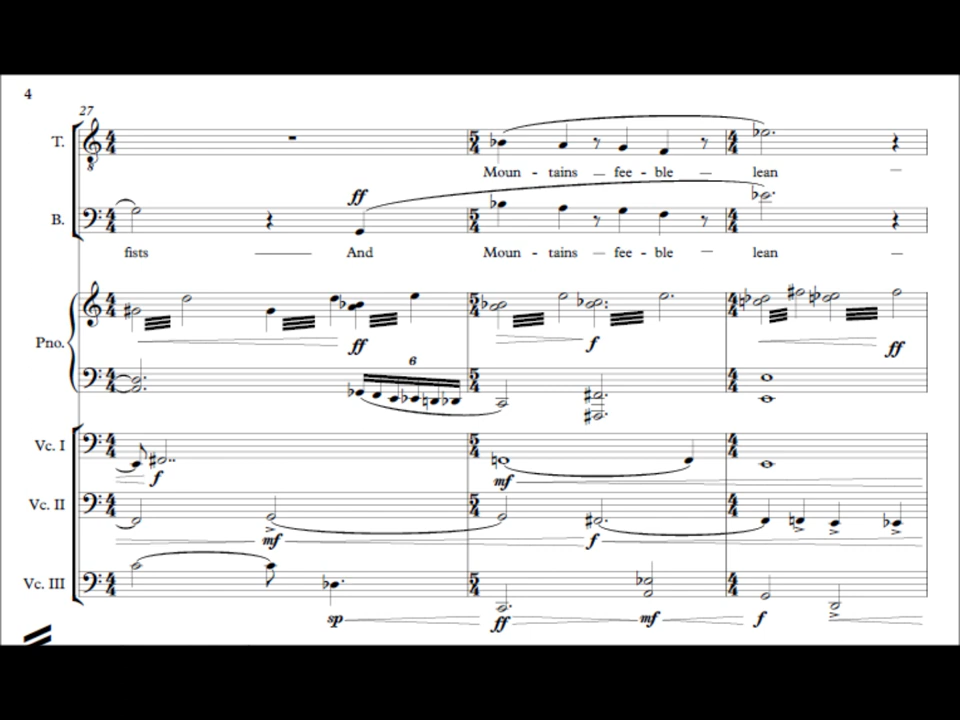 4
27
T.
Moun - tains — fee - ble lean —
ff
B.
fists — And Moun - tains — fee - ble — lean —
Pno.
ff f ff
6
Vc. I
f mf
Vc. II
mf f
Vc. III
sp ff mf f